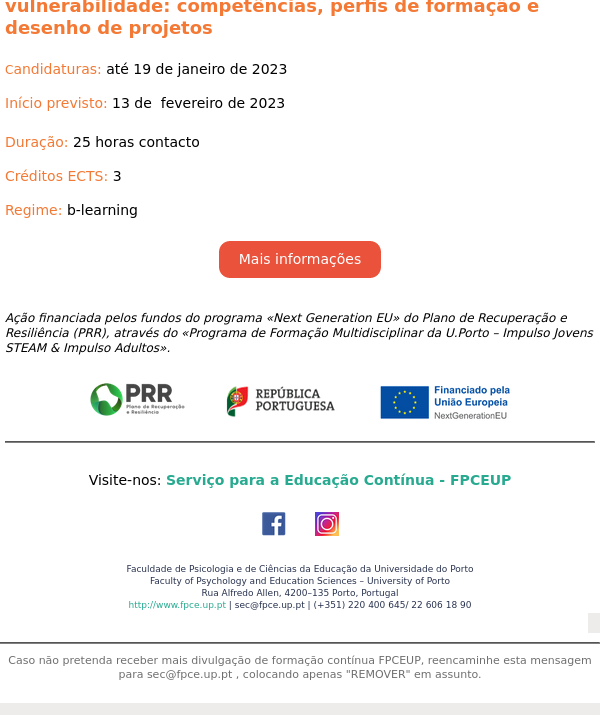 vulnerabilidade: competências, perfis de formação e
desenho de projetos
Candidaturas: até 19 de janeiro de 2023
Início previsto: 13 de  fevereiro de 2023
Duração: 25 horas contacto
Créditos ECTS: 3
Regime: b-learning
Mais informações
Ação financiada pelos fundos do programa «Next Generation EU» do Plano de Recuperação e
Resiliência (PRR), através do «Programa de Formação Multidisciplinar da U.Porto – Impulso Jovens
STEAM & Impulso Adultos».
PRR
Plano de Recuperação
e Resiliência
REPÚBLICA
PORTUGUESA
Financiado pela
União Europeia
NextGenerationEU
Visite-nos: Serviço para a Educação Contínua - FPCEUP
Faculdade de Psicologia e de Ciências da Educação da Universidade do Porto
Faculty of Psychology and Education Sciences – University of Porto
Rua Alfredo Allen, 4200–135 Porto, Portugal
http://www.fpce.up.pt | sec@fpce.up.pt | (+351) 220 400 645/ 22 606 18 90
Caso não pretenda receber mais divulgação de formação contínua FPCEUP, reencaminhe esta mensagem
para sec@fpce.up.pt , colocando apenas "REMOVER" em assunto.